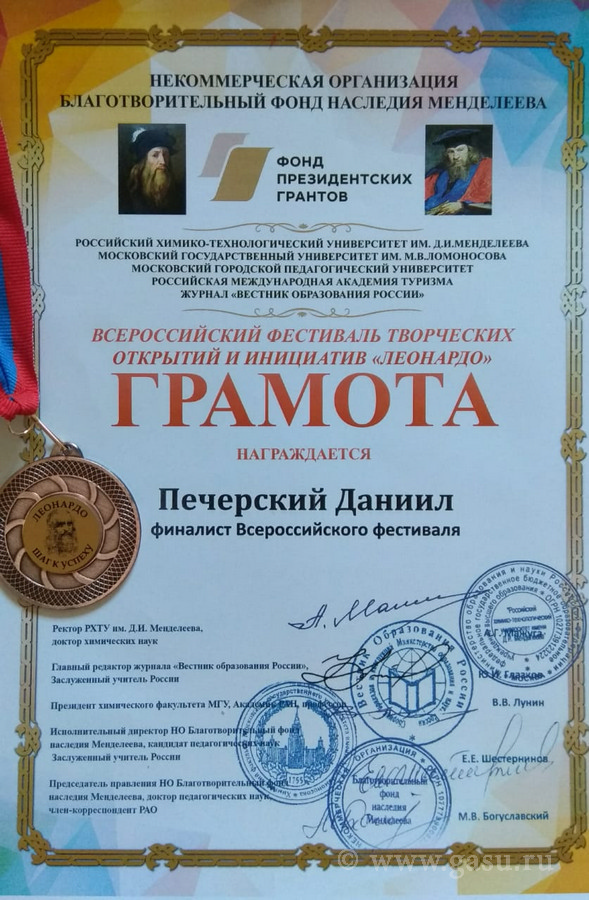 НЕКОММЕРЧЕСКАЯ ОРГАНИЗАЦИЯ
БЛАГОТВОРИТЕЛЬНЫЙ ФОНД НАСЛЕДИЯ МЕНДЕЛЕЕВА
ФОНД
ПРЕЗИДЕНТСКИХ
ГРАНТОВ
РОССИЙСКИЙ ХИМИКО-ТЕХНОЛОГИЧЕСКИЙ УНИВЕРСИТЕТ ИМ. Д.И.МЕНДЕЛЕЕВА
МОСКОВСКИЙ ГОСУДАРСТВЕННЫЙ УНИВЕРСИТЕТ ИМ. М.В.ЛОМОНОСОВА
МОСКОВСКИЙ ГОРОДСКОЙ ПЕДАГОГИЧЕСКИЙ УНИВЕРСИТЕТ
РОССИЙСКАЯ МЕЖДУНАРОДНАЯ АКАДЕМИЯ ТУРИЗМА
ЖУРНАЛ «ВЕСТНИК ОБРАЗОВАНИЯ РОССИИ»
ВСЕРОССИЙСКИЙ ФЕСТИВАЛЬ ТВОРЧЕСКИХ
ОТКРЫТИЙ И ИНИЦИАТИВ «ЛЕОНАРДО»
ГРАМОТА
НАГРАЖДАЕТСЯ
Печерский Даниил
финалист Всероссийского фестиваля
ЛЕОНАРДО
ШАГ К УСПЕХУ
Ректор РХТУ им. Д.И. Менделеева,
доктор химических наук
Главный редактор журнала «Вестник образования России»,
Заслуженный учитель России
Президент химического факультета МГУ, Академик РАН, профессор
В.В. Лунин
Исполнительный директор НО Благотворительный фонд
наследия Менделеева, кандидат педагогических наук
Заслуженный учитель России
Е.Е. Шестернинов
Председатель правления НО Благотворительный фонд
наследия Менделеева, доктор педагогических наук,
член-корреспондент РАО
М.В. Богуславский
Вестник Образования России
Благотворительный
фонд
наследия
Менделеева
1755
© www.gasu.ru